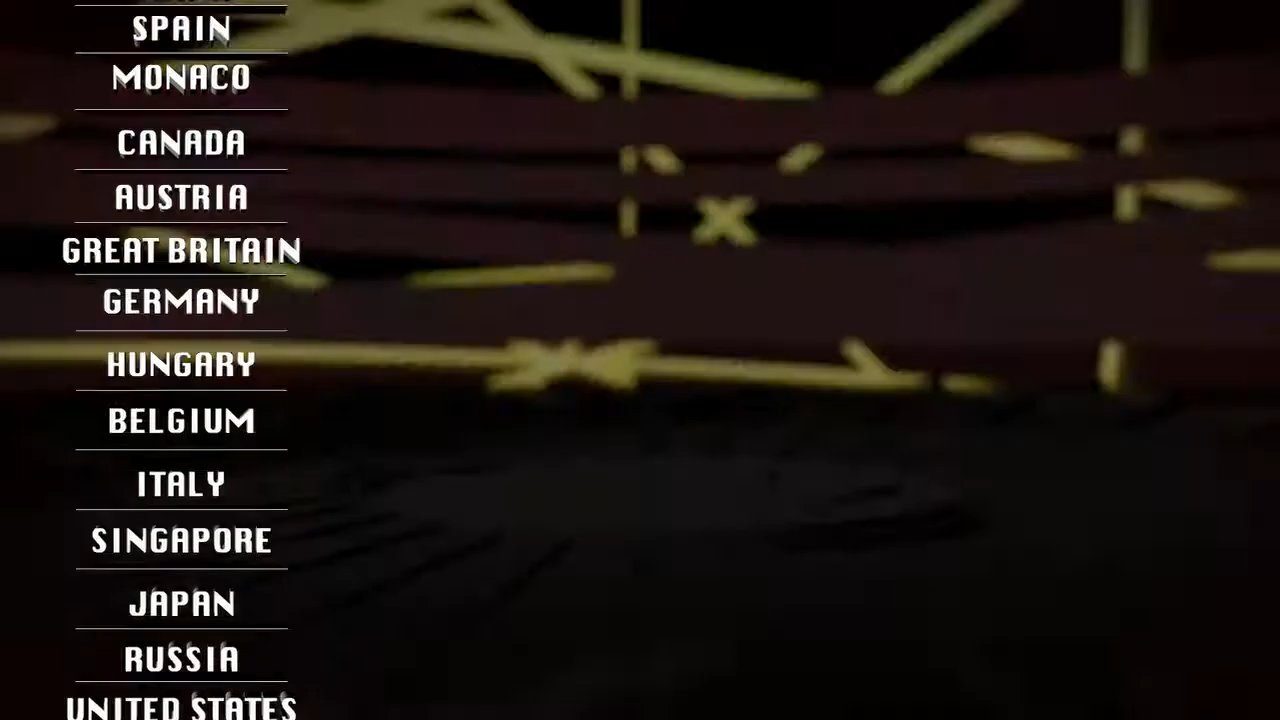 SPAIN
MONACO
CANADA
AUSTRIA
GREAT BRITAIN
GERMANY
HUNGARY
BELGIUM
ITALY
SINGAPORE
JAPAN
RUSSIA
UNITED STATES